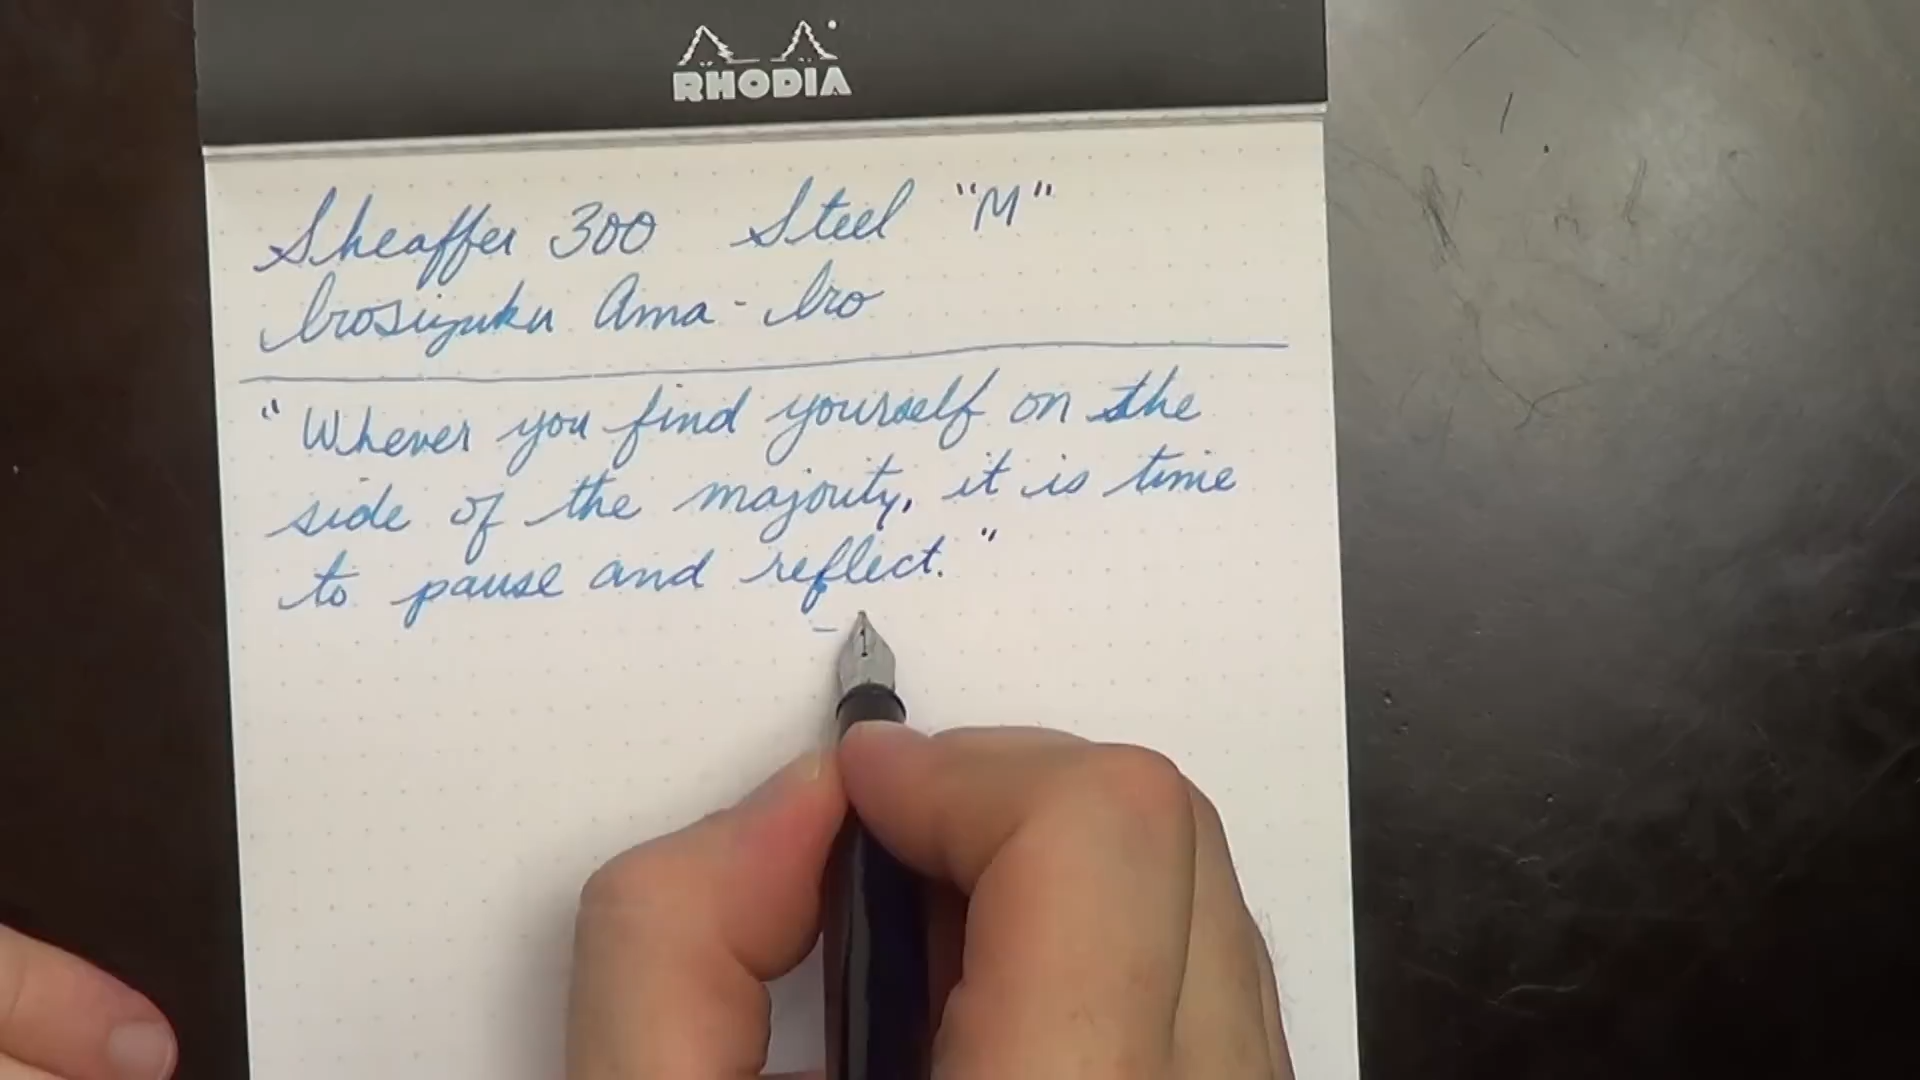 RHODIA
Sheaffer 300 Steel "M"
Irosizuku Ama-Iro
"Whever you find yourself on the
side of the majority, it is time
to pause and reflect."
-